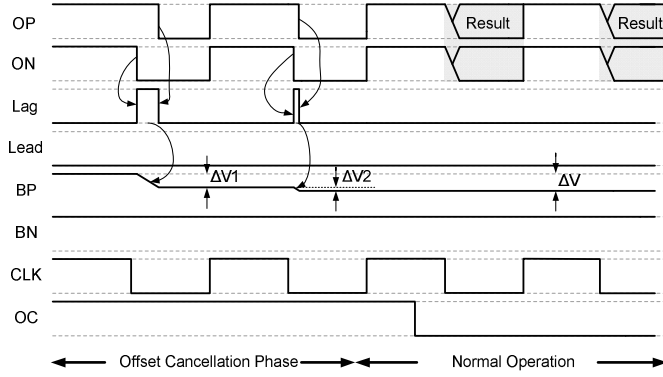 OP
Result
Result
ON
Lag
Lead
BP
ΔV1
ΔV2
ΔV
BN
CLK
OC
Offset Cancellation Phase
Normal Operation